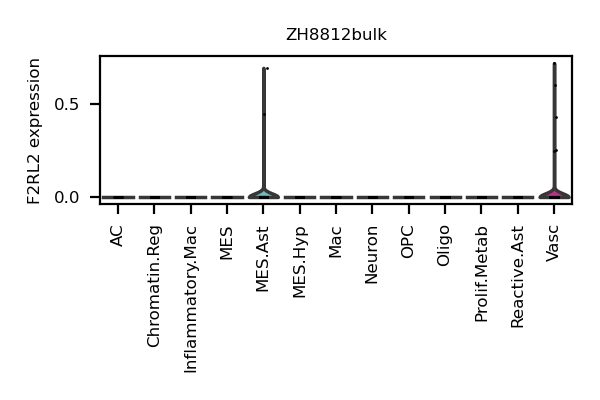 ZH8812bulk
F2RL2 expression
0.5
0.0
AC
Chromatin.Reg
Inflammatory.Mac
MES
MES.Ast
MES.Hyp
Mac
Neuron
OPC
Oligo
Prolif.Metab
Reactive.Ast
Vasc